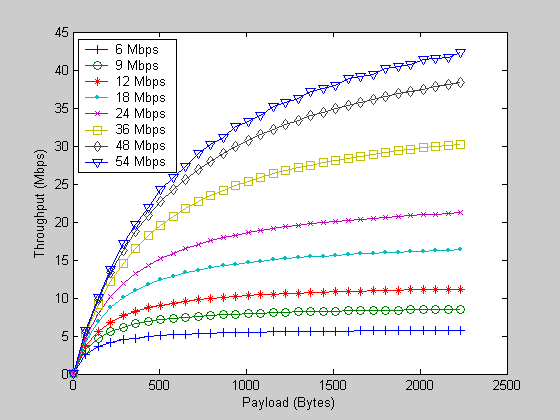 45
40
35
30
25
20
15
10
5
0
Throughput (Mbps)
6 Mbps
9 Mbps
12 Mbps
18 Mbps
24 Mbps
36 Mbps
48 Mbps
54 Mbps
0 500 1000 1500 2000 2500
Payload (Bytes)